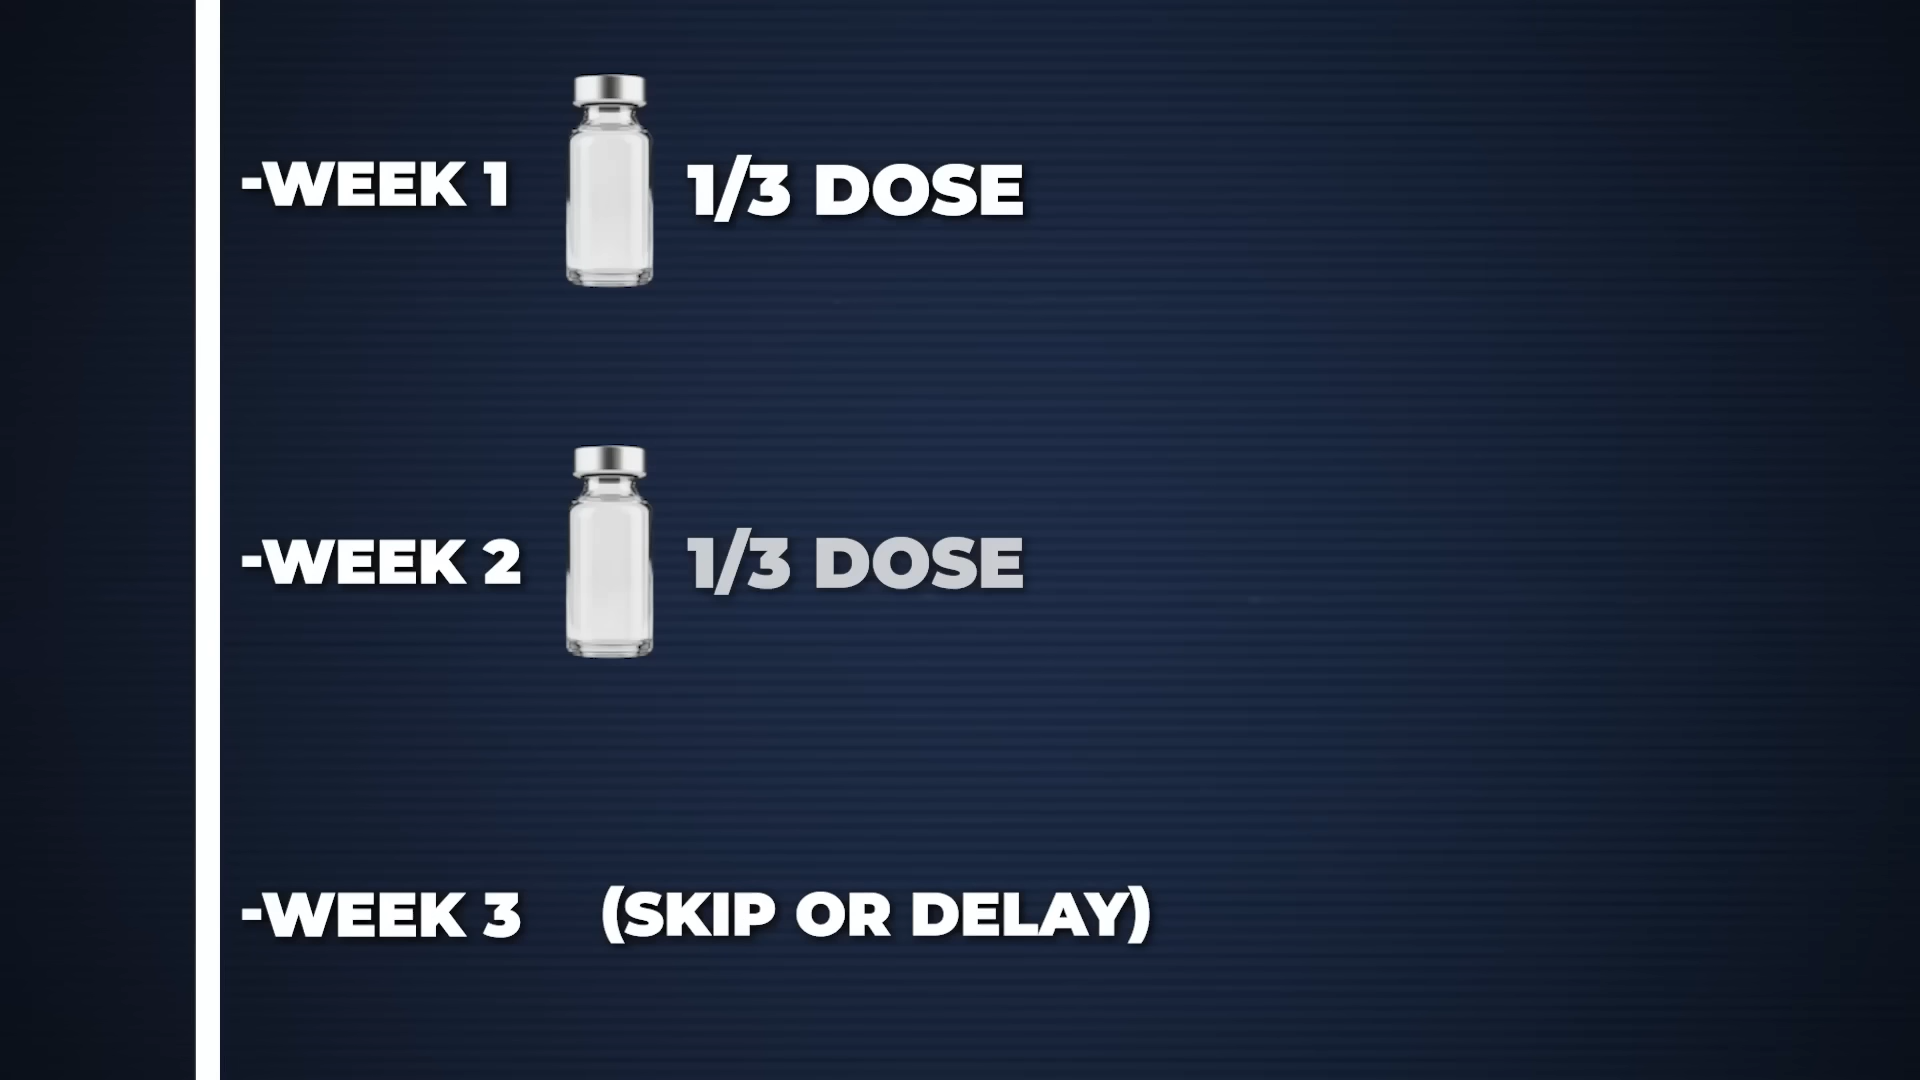 -WEEK 1 1/3 DOSE
-WEEK 2 1/3 DOSE
-WEEK 3 (SKIP OR DELAY)